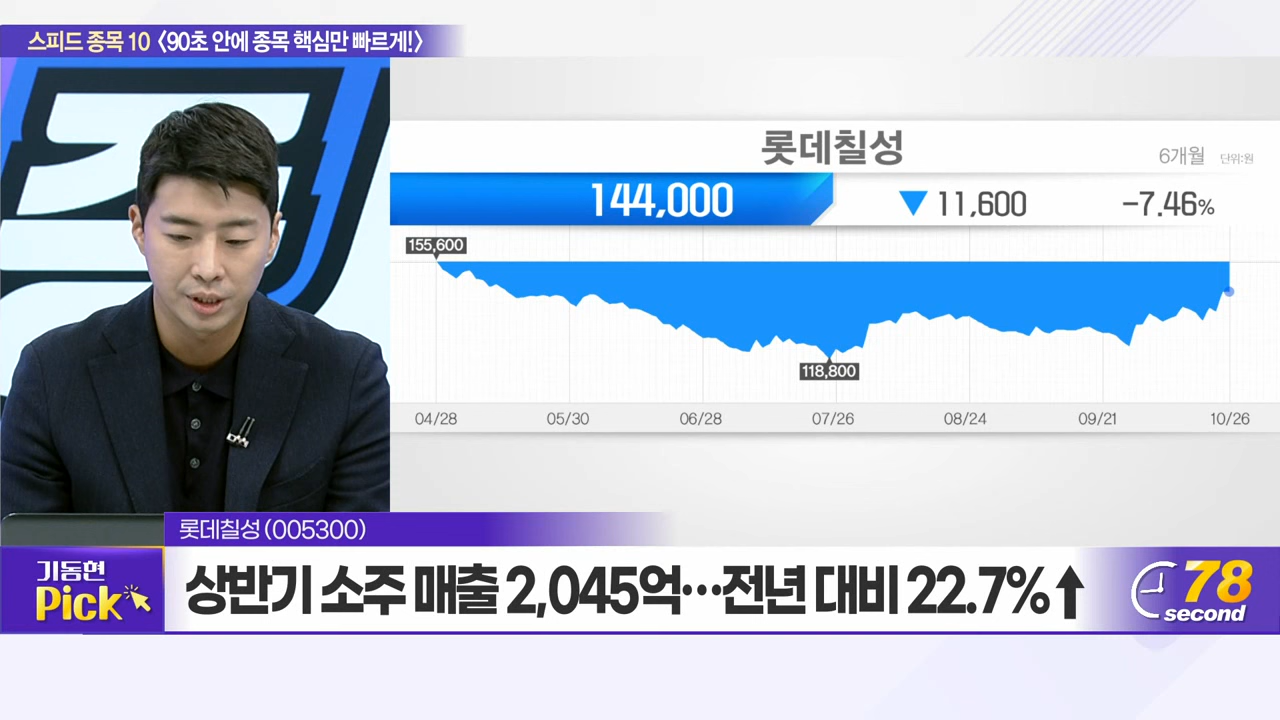 스피드 종목 10 <90초 안에 종목 핵심만 빠르게!>
롯데칠성
6개월 단위:원
144,000 ▼ 11,600 -7.46%
155,600
118,800
04/28 05/30 06/28 07/26 08/24 09/21 10/26
롯데칠성 (005300)
기동현
Pick
상반기 소주 매출 2,045억…전년 대비 22.7%↑
78
second